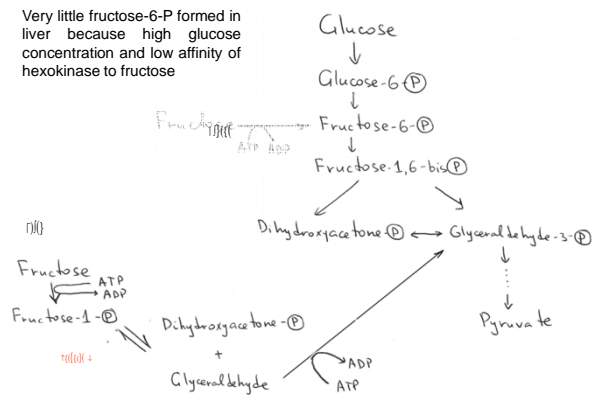 Very little fructose-6-P formed in
liver because high glucose
concentration and low affinity of
hexokinase to fructose
Glucose
Glucose-6-Ⓟ
Fructose → Fructose-6-Ⓟ
ATP ADP
Fructose-1,6-bisⓅ
Dihydroxyacetone-Ⓟ ↔ Glyceraldehyde-3-Ⓟ
Fructose
ATP
ADP
Fructose-1-Ⓟ
Dihydroxyacetone-Ⓟ
+
Glyceraldehyde
ADP
ATP
Pyruvate